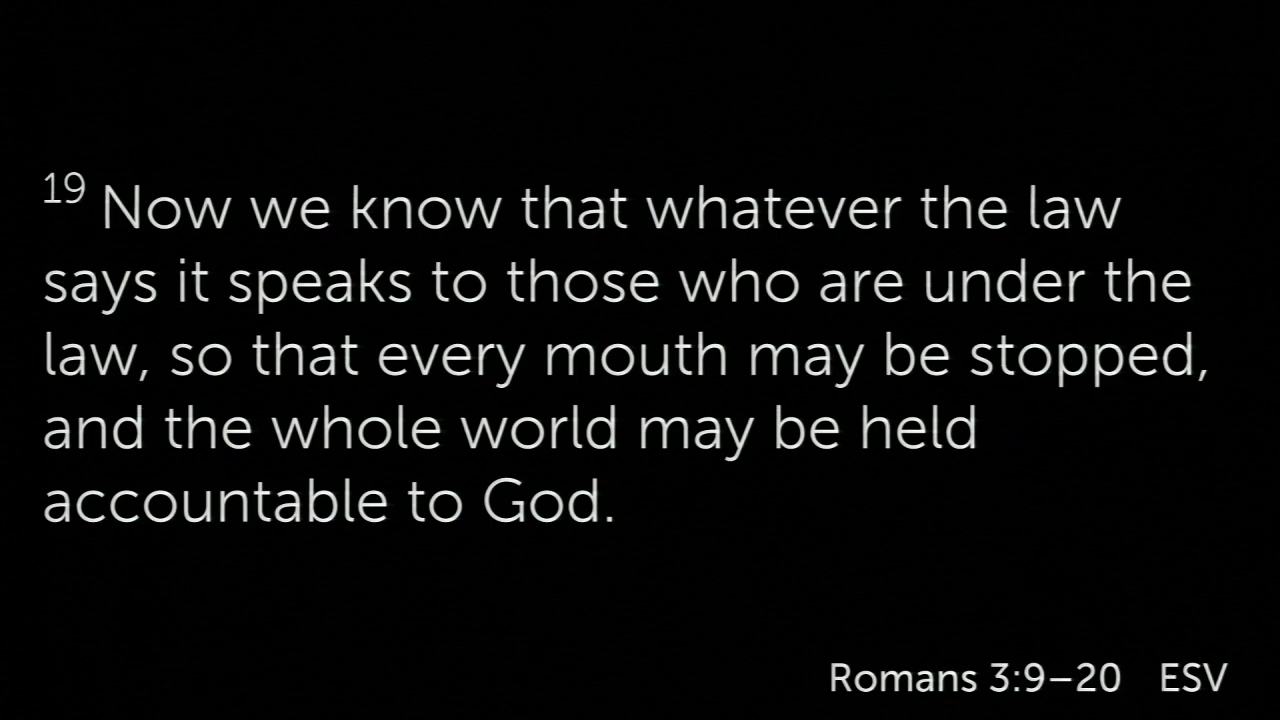 19 Now we know that whatever the law
says it speaks to those who are under the
law, so that every mouth may be stopped,
and the whole world may be held
accountable to God.
Romans 3:9–20 ESV